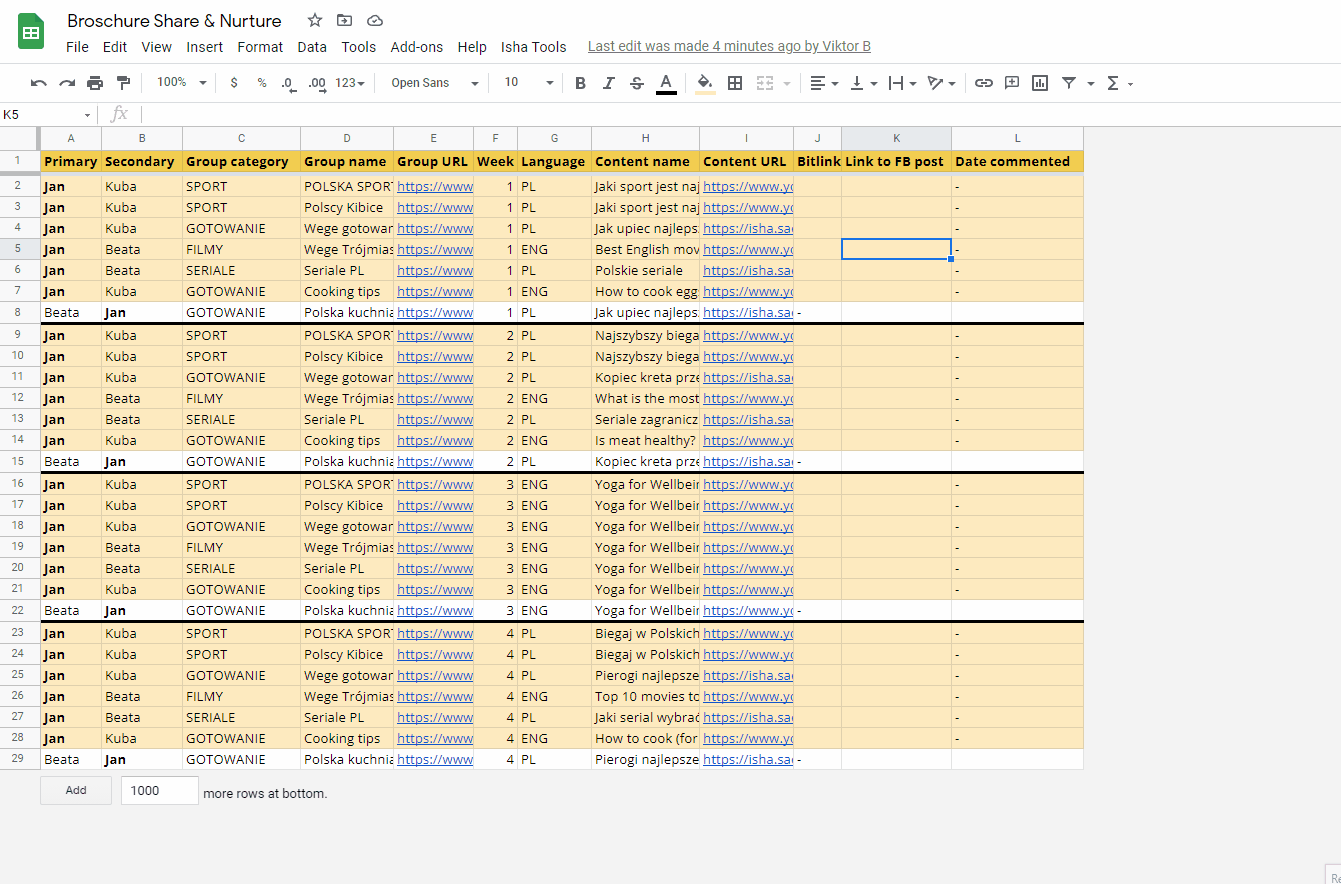 Broschure Share & Nurture
File Edit View Insert Format Data Tools Add-ons Help Isha Tools Last edit was made 4 minutes ago by Viktor B
100% $ % .0 .00 123 Open Sans 10 B I S A
K5 fx
A B C D E F G H I J K L
1 Primary Secondary Group category Group name Group URL Week Language Content name Content URL Bitlink Link to FB post Date commented
2 Jan Kuba SPORT POLSKA SPORT https://www 1 PL Jaki sport jest naj https://www.yo -
3 Jan Kuba SPORT Polscy Kibice https://www 1 PL Jaki sport jest naj https://www.yo -
4 Jan Kuba GOTOWANIE Wege gotowan https://www 1 PL Jak upiec najleps https://isha.sa -
5 Jan Beata FILMY Wege Trójmias https://www 1 ENG Best English mov https://www.yo -
6 Jan Beata SERIALE Seriale PL https://www 1 PL Polskie seriale https://isha.sa -
7 Jan Kuba GOTOWANIE Cooking tips https://www 1 ENG How to cook egg https://www.yo -
8 Beata Jan GOTOWANIE Polska kuchnia https://www 1 PL Jak upiec najleps https://isha.sa -
9 Jan Kuba SPORT POLSKA SPORT https://www 2 PL Najszybszy biega https://www.yo -
10 Jan Kuba SPORT Polscy Kibice https://www 2 PL Najszybszy biega https://www.yo -
11 Jan Kuba GOTOWANIE Wege gotowan https://www 2 PL Kopiec kreta prze https://isha.sa -
12 Jan Beata FILMY Wege Trójmias https://www 2 ENG What is the most https://www.yo -
13 Jan Beata SERIALE Seriale PL https://www 2 PL Seriale zagranicz https://isha.sa -
14 Jan Kuba GOTOWANIE Cooking tips https://www 2 ENG Is meat healthy? https://www.yo -
15 Beata Jan GOTOWANIE Polska kuchnia https://www 2 PL Kopiec kreta prze https://isha.sa -
16 Jan Kuba SPORT POLSKA SPORT https://www 3 ENG Yoga for Wellbein https://www.yo -
17 Jan Kuba SPORT Polscy Kibice https://www 3 ENG Yoga for Wellbein https://www.yo -
18 Jan Kuba GOTOWANIE Wege gotowan https://www 3 ENG Yoga for Wellbein https://www.yo -
19 Jan Beata FILMY Wege Trójmias https://www 3 ENG Yoga for Wellbein https://www.yo -
20 Jan Beata SERIALE Seriale PL https://www 3 ENG Yoga for Wellbein https://www.yo -
21 Jan Kuba GOTOWANIE Cooking tips https://www 3 ENG Yoga for Wellbein https://www.yo -
22 Beata Jan GOTOWANIE Polska kuchnia https://www 3 ENG Yoga for Wellbein https://www.yo -
23 Jan Kuba SPORT POLSKA SPORT https://www 4 PL Biegaj w Polskich https://www.yo -
24 Jan Kuba SPORT Polscy Kibice https://www 4 PL Biegaj w Polskich https://www.yo -
25 Jan Kuba GOTOWANIE Wege gotowan https://www 4 PL Pierogi najlepsze https://isha.sa -
26 Jan Beata FILMY Wege Trójmias https://www 4 ENG Top 10 movies to https://www.yo -
27 Jan Beata SERIALE Seriale PL https://www 4 PL Jaki serial wybrać https://isha.sa -
28 Jan Kuba GOTOWANIE Cooking tips https://www 4 ENG How to cook (for https://www.yo -
29 Beata Jan GOTOWANIE Polska kuchnia https://www 4 PL Pierogi najlepsze https://isha.sa -
Add 1000 more rows at bottom.